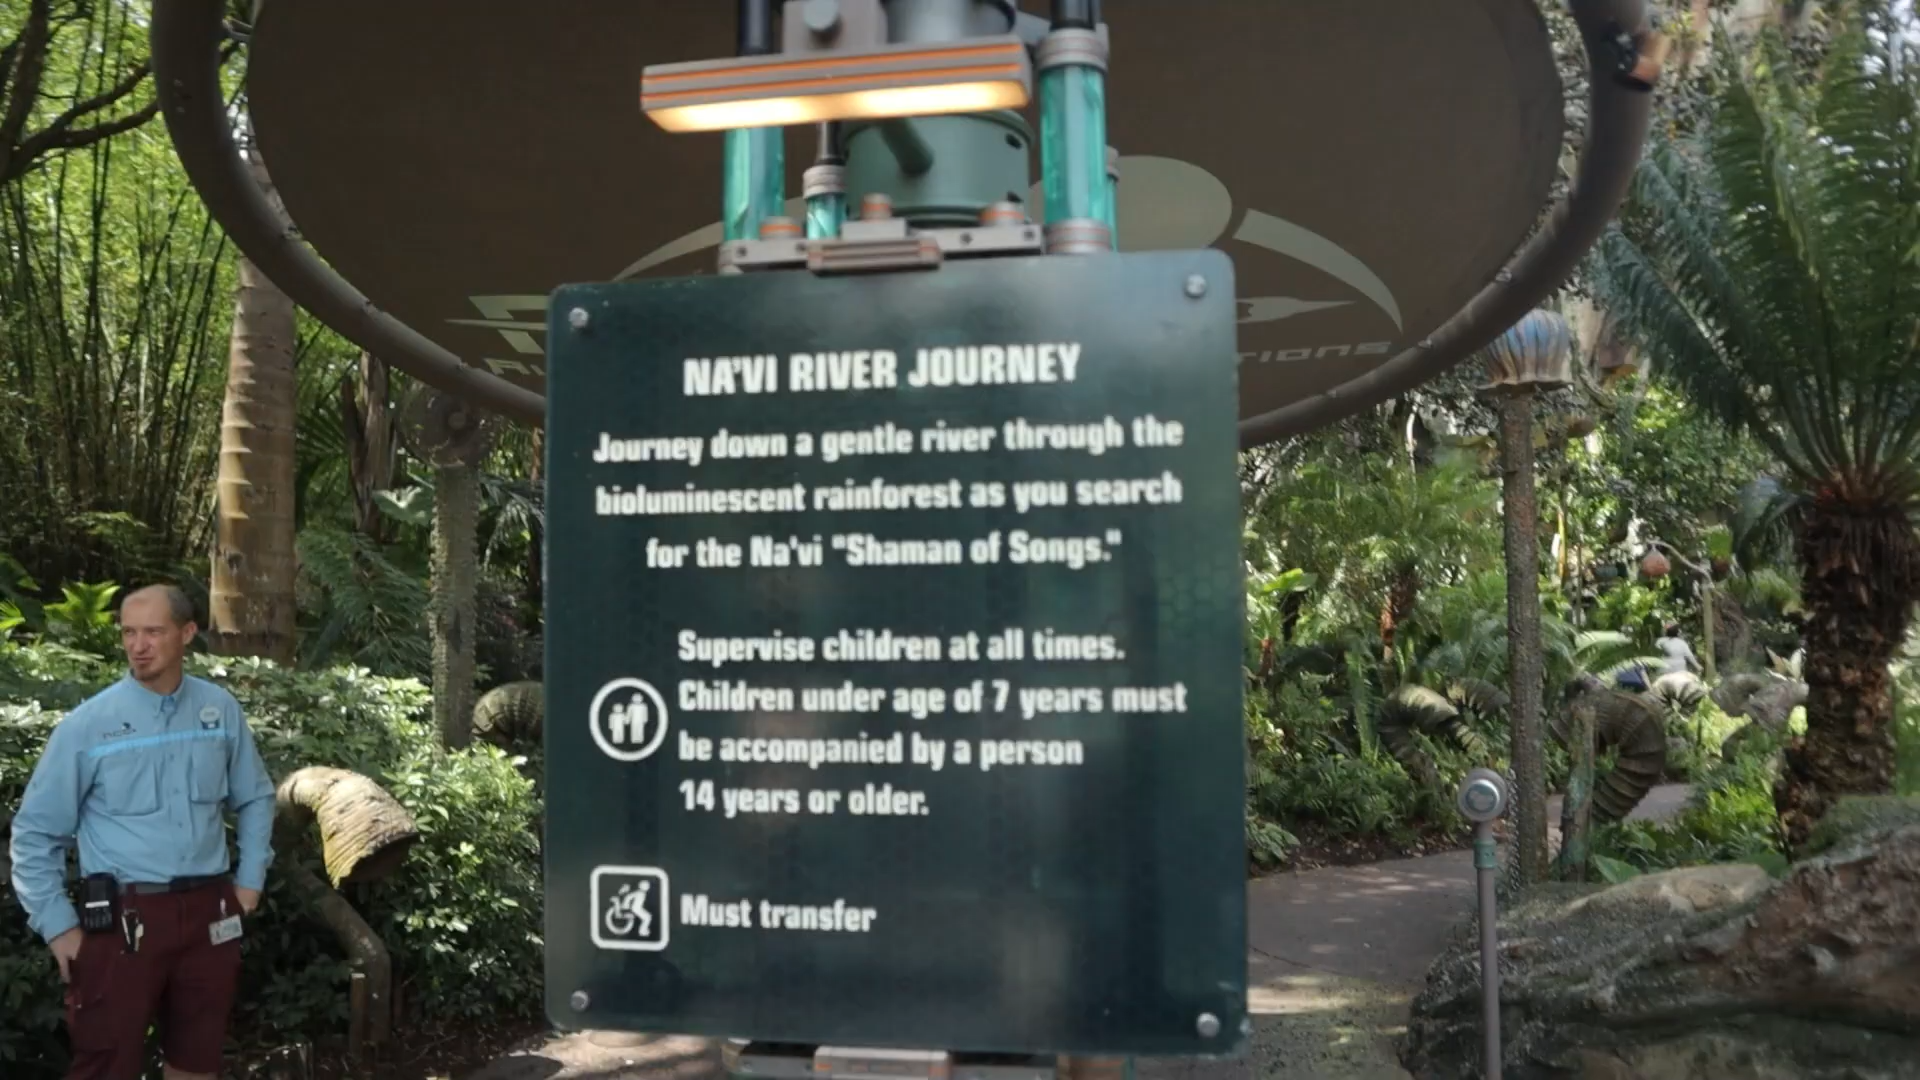 NA'VI RIVER JOURNEY
Journey down a gentle river through the
bioluminescent rainforest as you search
for the Na'vi "Shaman of Songs."
Supervise children at all times.
Children under age of 7 years must
be accompanied by a person
14 years or older.
Must transfer